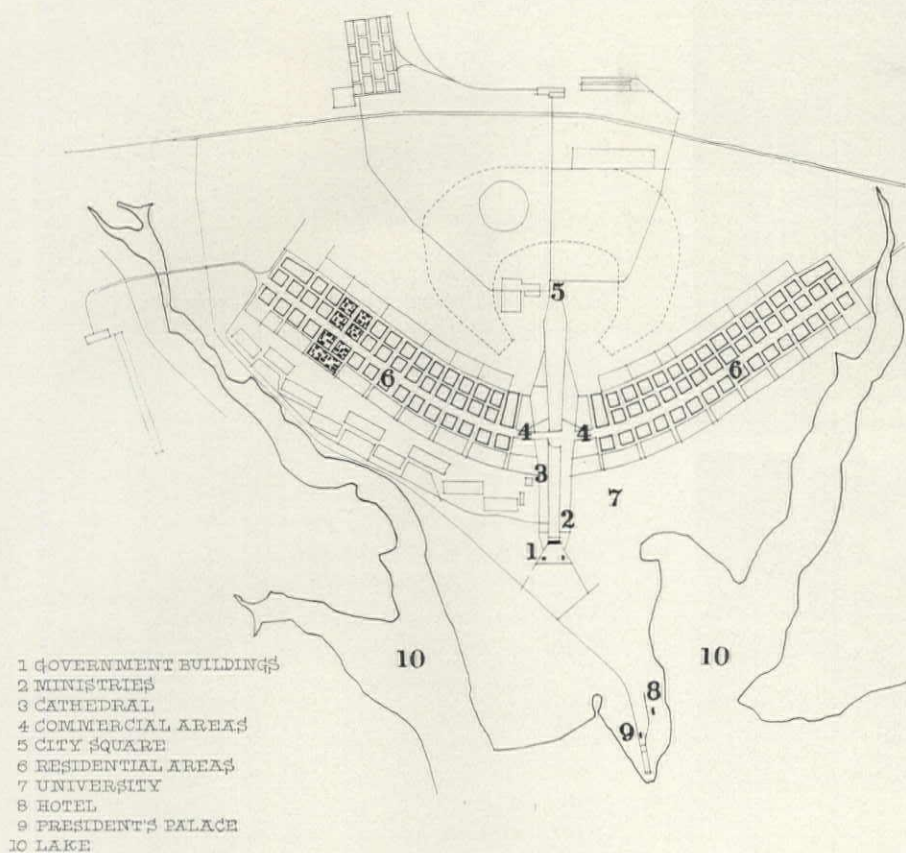 5
6
6
4
4
3
7
2
1
10
10
8
9
1 GOVERNMENT BUILDINGS
2 MINISTRIES
3 CATHEDRAL
4 COMMERCIAL AREAS
5 CITY SQUARE
6 RESIDENTIAL AREAS
7 UNIVERSITY
8 HOTEL
9 PRESIDENT'S PALACE
10 LAKE